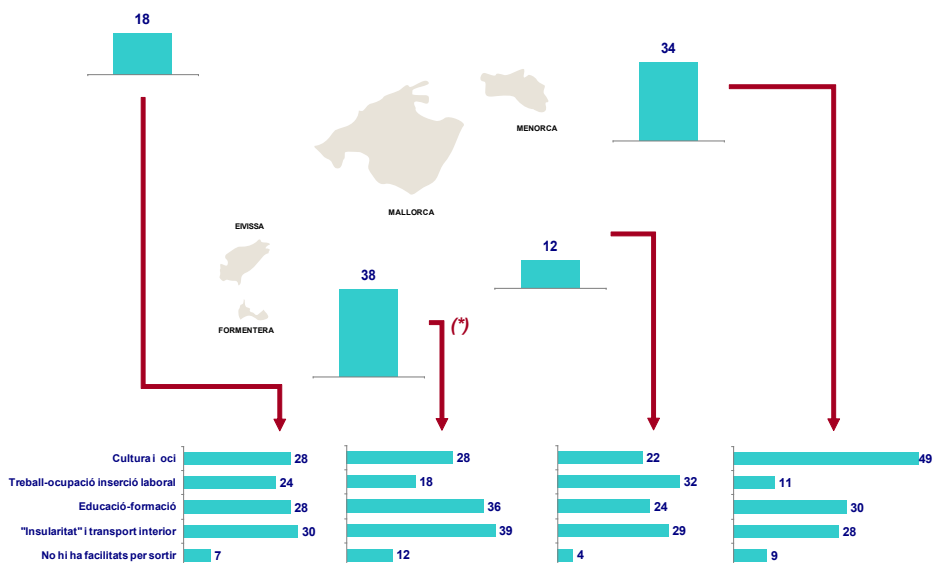 18
34
MENORCA
MALLORCA
EIVISSA
12
38
(*)
FORMENTERA
Cultura i oci 28 28 22 49
Treball-ocupació inserció laboral 24 18 32 11
Educació-formació 28 36 24 30
"Insularitat" i transport interior 30 39 29 28
No hi ha facilitats per sortir 7 12 4 9